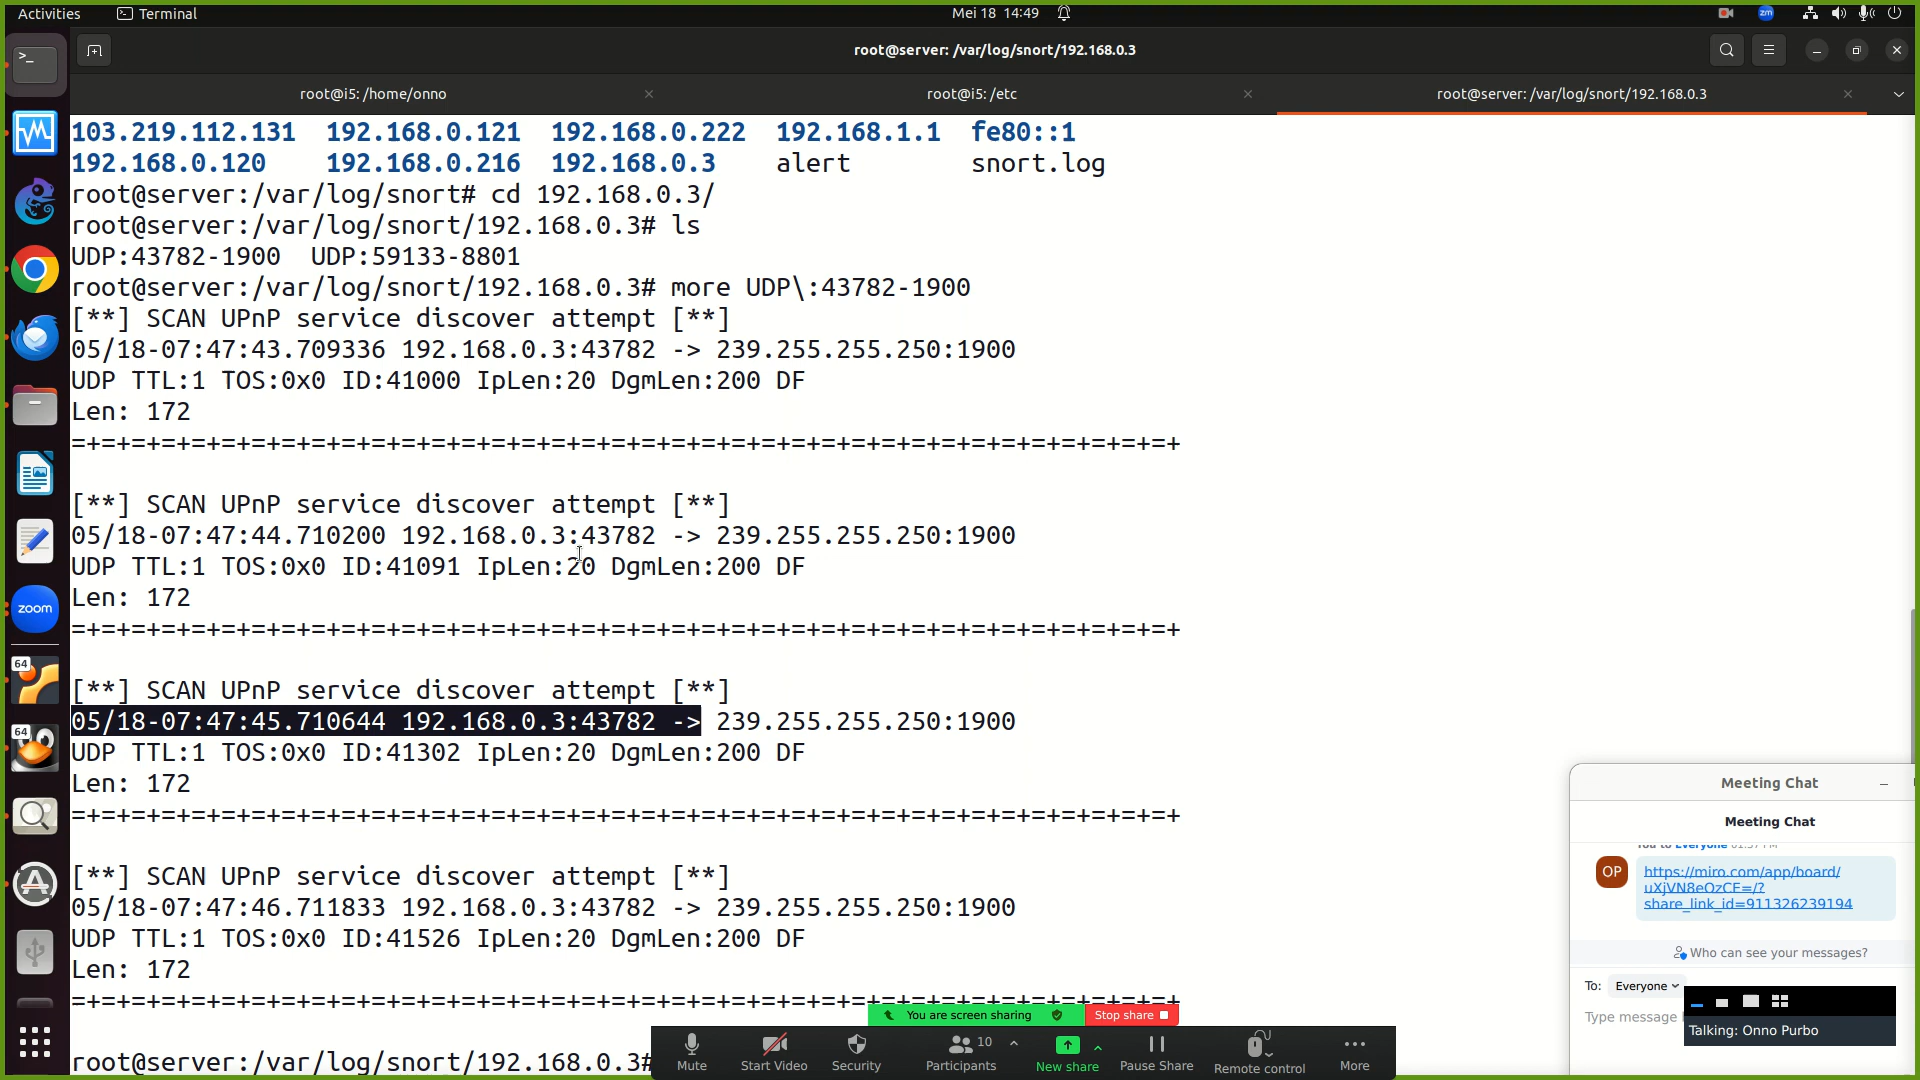 Activities Terminal Mei 18 14:49 zm
root@server: /var/log/snort/192.168.0.3
root@i5: /home/onno root@i5: /etc root@server: /var/log/snort/192.168.0.3
103.219.112.131 192.168.0.121 192.168.0.222 192.168.1.1 fe80::1
192.168.0.120 192.168.0.216 192.168.0.3 alert snort.log
root@server:/var/log/snort# cd 192.168.0.3/
root@server:/var/log/snort/192.168.0.3# ls
UDP:43782-1900 UDP:59133-8801
root@server:/var/log/snort/192.168.0.3# more UDP\:43782-1900
[**] SCAN UPnP service discover attempt [**]
05/18-07:47:43.709336 192.168.0.3:43782 -> 239.255.255.250:1900
UDP TTL:1 TOS:0x0 ID:41000 IpLen:20 DgmLen:200 DF
Len: 172
=+=+=+=+=+=+=+=+=+=+=+=+=+=+=+=+=+=+=+=+=+=+=+=+=+=+=+=+=+=+=+=+=+=+=+=+=+
[**] SCAN UPnP service discover attempt [**]
05/18-07:47:44.710200 192.168.0.3:43782 -> 239.255.255.250:1900
UDP TTL:1 TOS:0x0 ID:41091 IpLen:20 DgmLen:200 DF
Len: 172
=+=+=+=+=+=+=+=+=+=+=+=+=+=+=+=+=+=+=+=+=+=+=+=+=+=+=+=+=+=+=+=+=+=+=+=+=+
[**] SCAN UPnP service discover attempt [**]
05/18-07:47:45.710644 192.168.0.3:43782 -> 239.255.255.250:1900
UDP TTL:1 TOS:0x0 ID:41302 IpLen:20 DgmLen:200 DF
Len: 172
=+=+=+=+=+=+=+=+=+=+=+=+=+=+=+=+=+=+=+=+=+=+=+=+=+=+=+=+=+=+=+=+=+=+=+=+=+
[**] SCAN UPnP service discover attempt [**]
05/18-07:47:46.711833 192.168.0.3:43782 -> 239.255.255.250:1900
UDP TTL:1 TOS:0x0 ID:41526 IpLen:20 DgmLen:200 DF
Len: 172
=+=+=+=+=+=+=+=+=+=+=+=+=+=+=+=+=+=+=+=+=+=+=+=+=+=+=+=+=+=+=+=+=+=+=+=+=+
root@server:/var/log/snort/192.168.0.3#
zoom
64
64
You are screen sharing Stop share
10
Mute Start Video Security Participants New share Pause Share Remote control More
Meeting Chat
Meeting Chat
You to Everyone 01:37 PM
OP
https://miro.com/app/board/
uXjVN8eOzCE=/?
share_link_id=911326239194
Who can see your messages?
To: Everyone
Type message
Talking: Onno Purbo